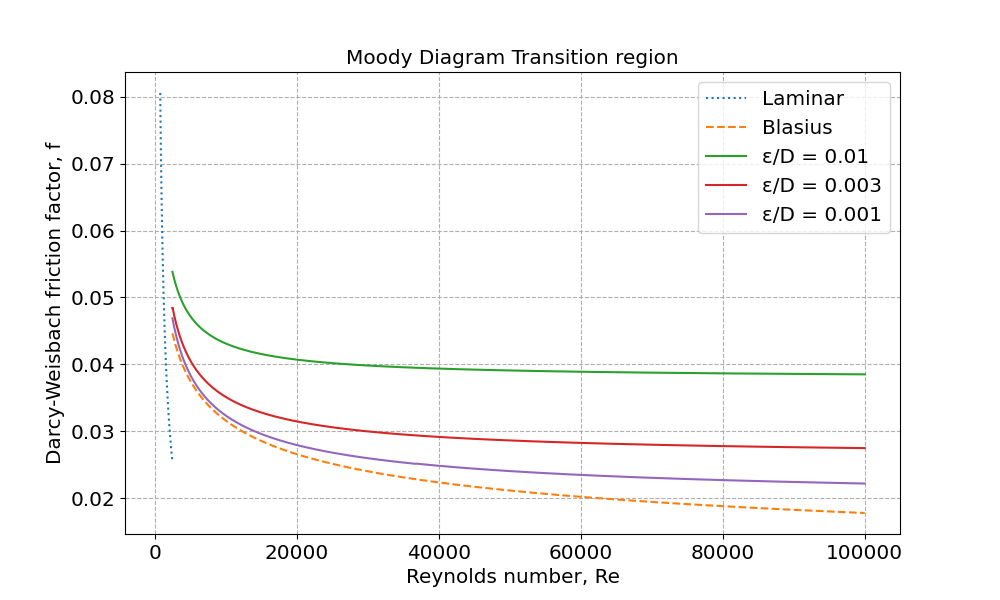 Moody Diagram Transition region
Darcy-Weisbach friction factor, f
0.08
0.07
0.06
0.05
0.04
0.03
0.02
Laminar
Blasius
ε/D = 0.01
ε/D = 0.003
ε/D = 0.001
0
20000
40000
60000
80000
100000
Reynolds number, Re